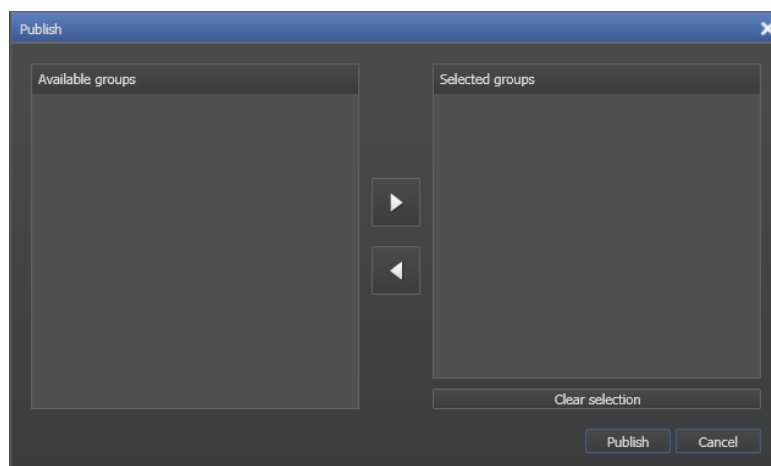 Publish
Available groups
Selected groups
Clear selection
Publish
Cancel